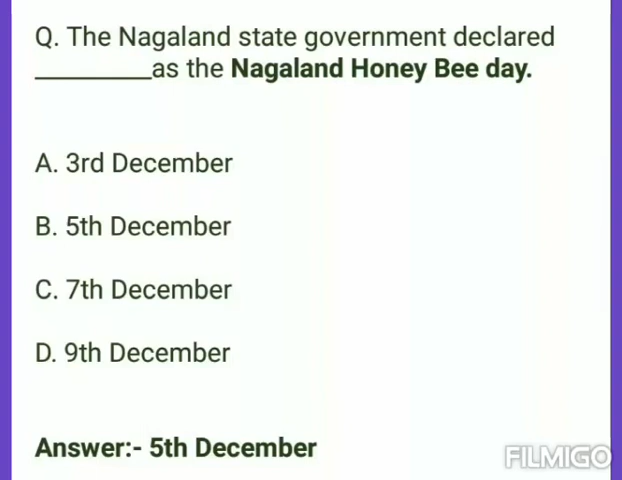 Q. The Nagaland state government declared
_________as the Nagaland Honey Bee day.
A. 3rd December
B. 5th December
C. 7th December
D. 9th December
Answer:- 5th December
FILMIGO